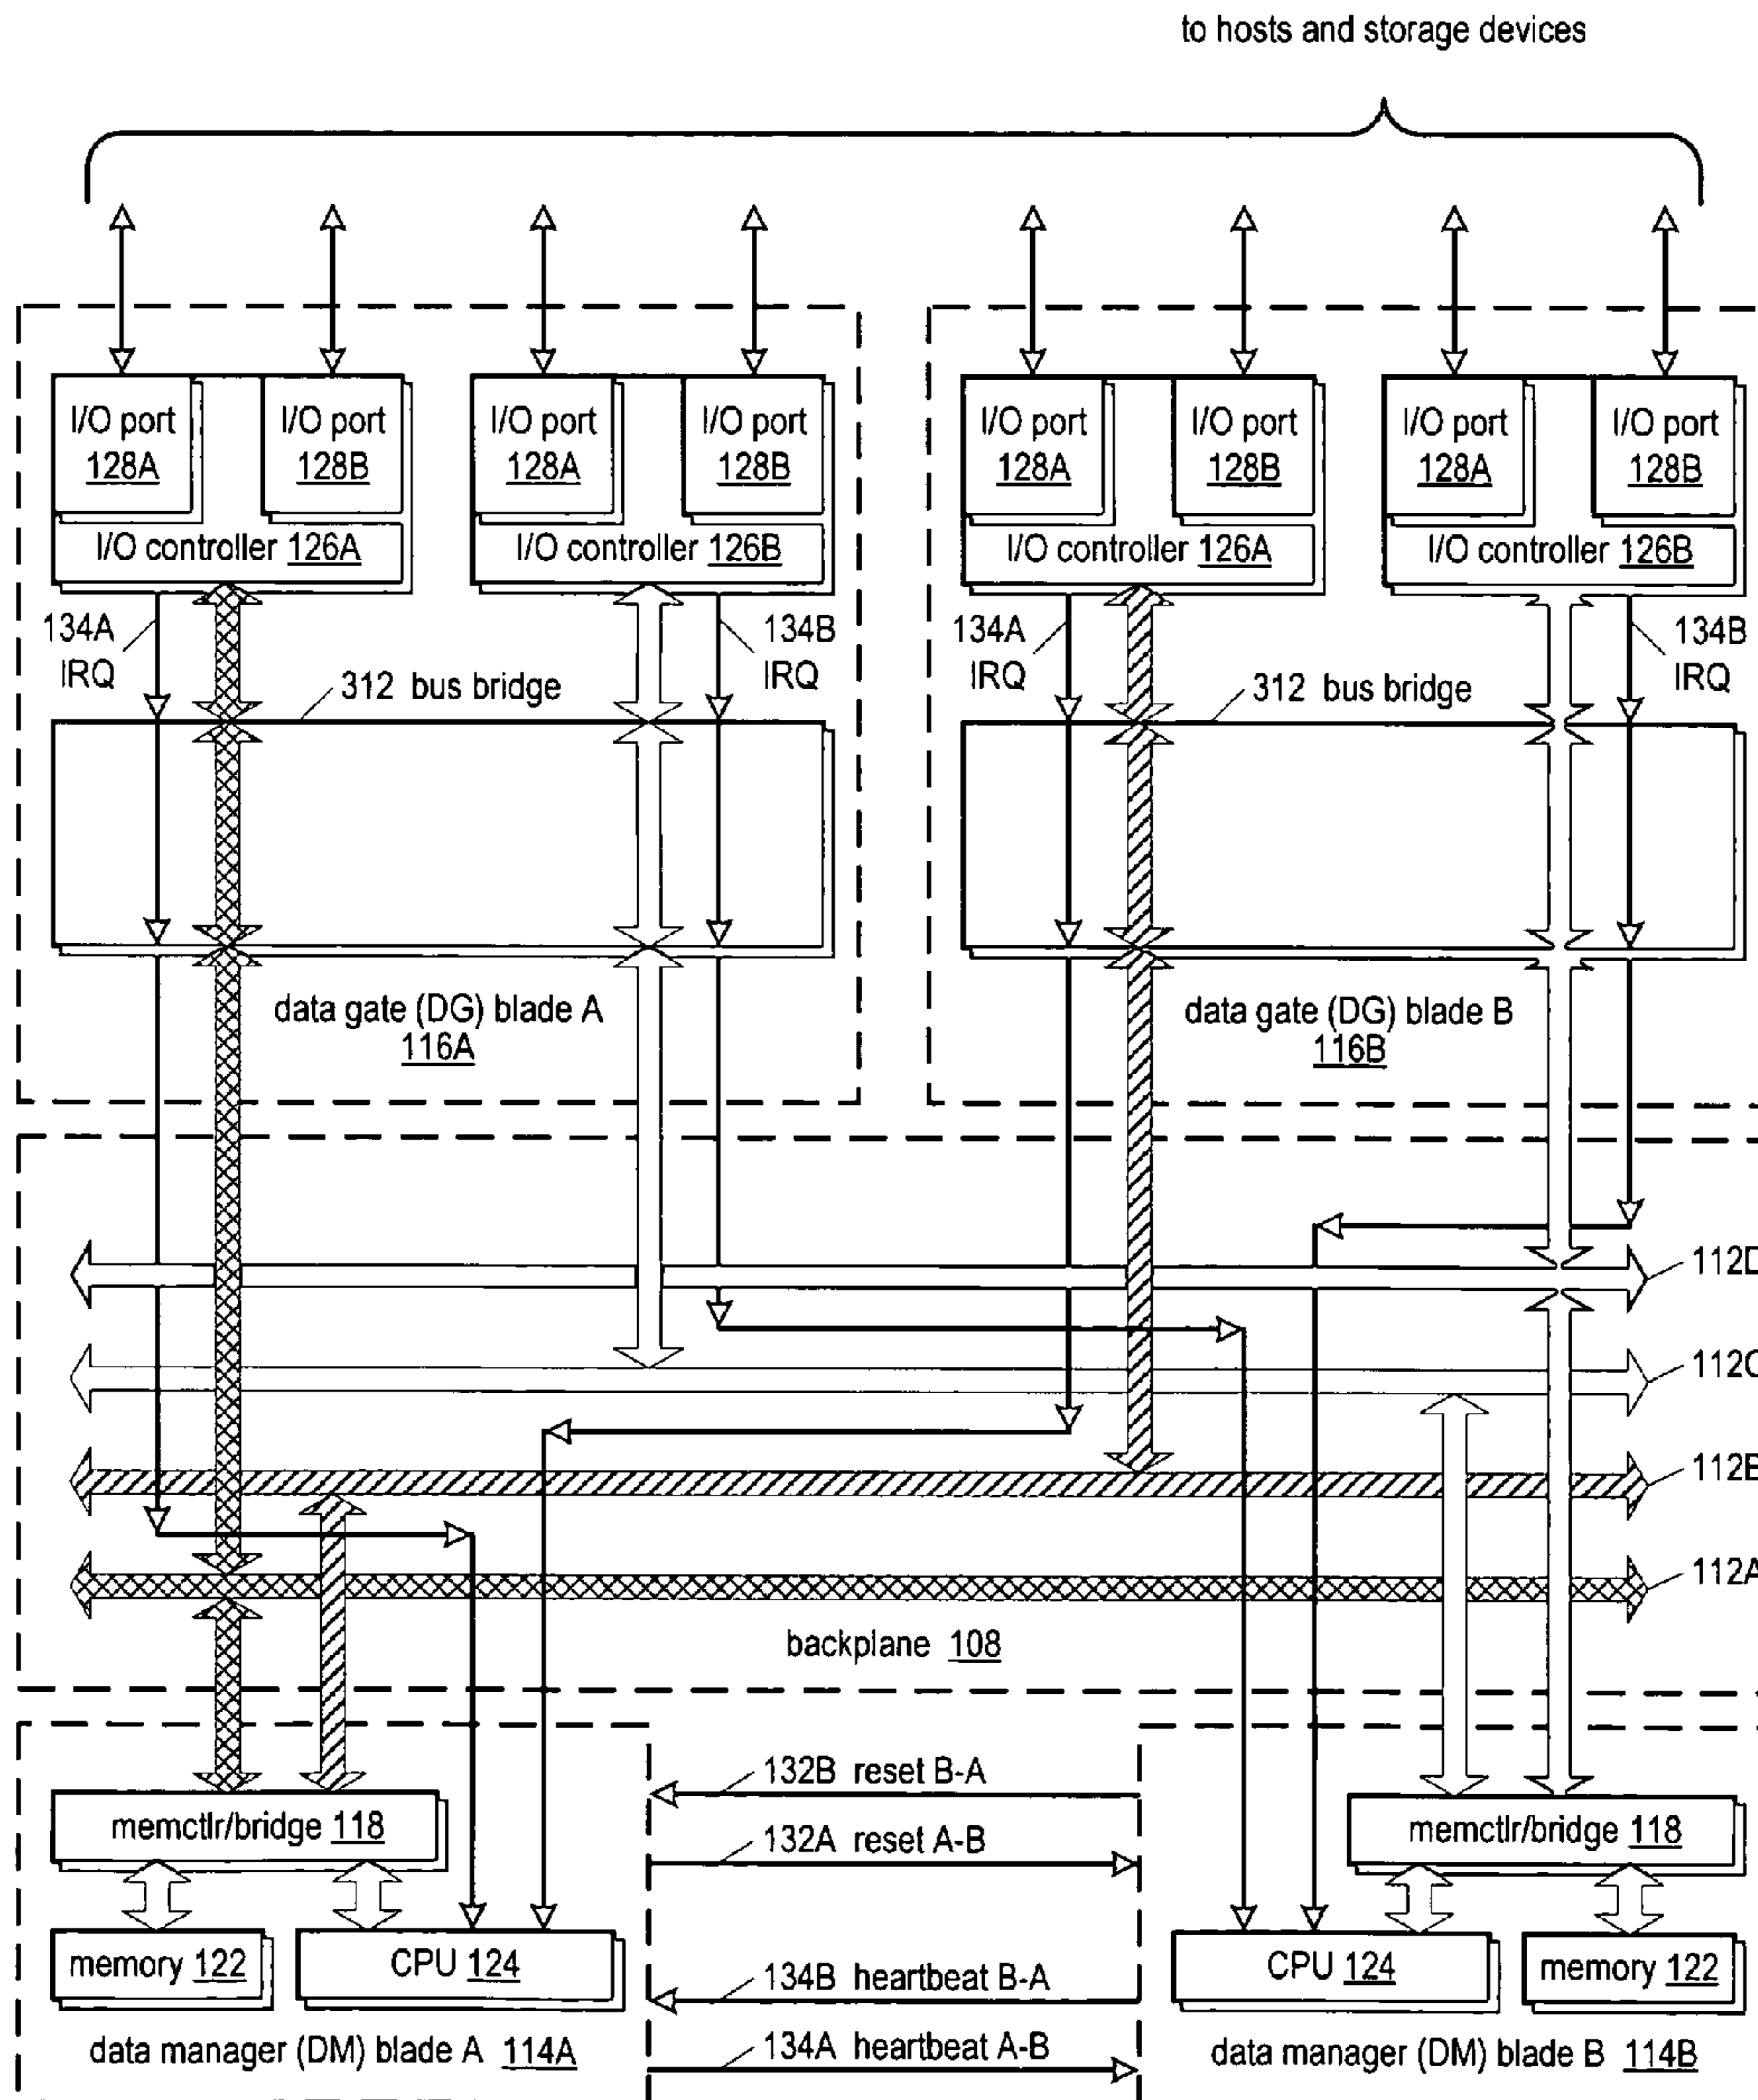 to hosts and storage devices
I/O port
128A
I/O port
128B
I/O port
128A
I/O port
128B
I/O port
128A
I/O port
128B
I/O port
128A
I/O port
128B
I/O controller 126A
I/O controller 126B
I/O controller 126A
I/O controller 126B
134A
IRQ
134B
IRQ
134A
IRQ
134B
IRQ
312 bus bridge
312 bus bridge
data gate (DG) blade A
116A
data gate (DG) blade B
116B
112D
112C
112B
112A
backplane 108
132B reset B-A
132A reset A-B
memctlr/bridge 118
memctlr/bridge 118
memory 122
CPU 124
134B heartbeat B-A
CPU 124
memory 122
data manager (DM) blade A 114A
134A heartbeat A-B
data manager (DM) blade B 114B